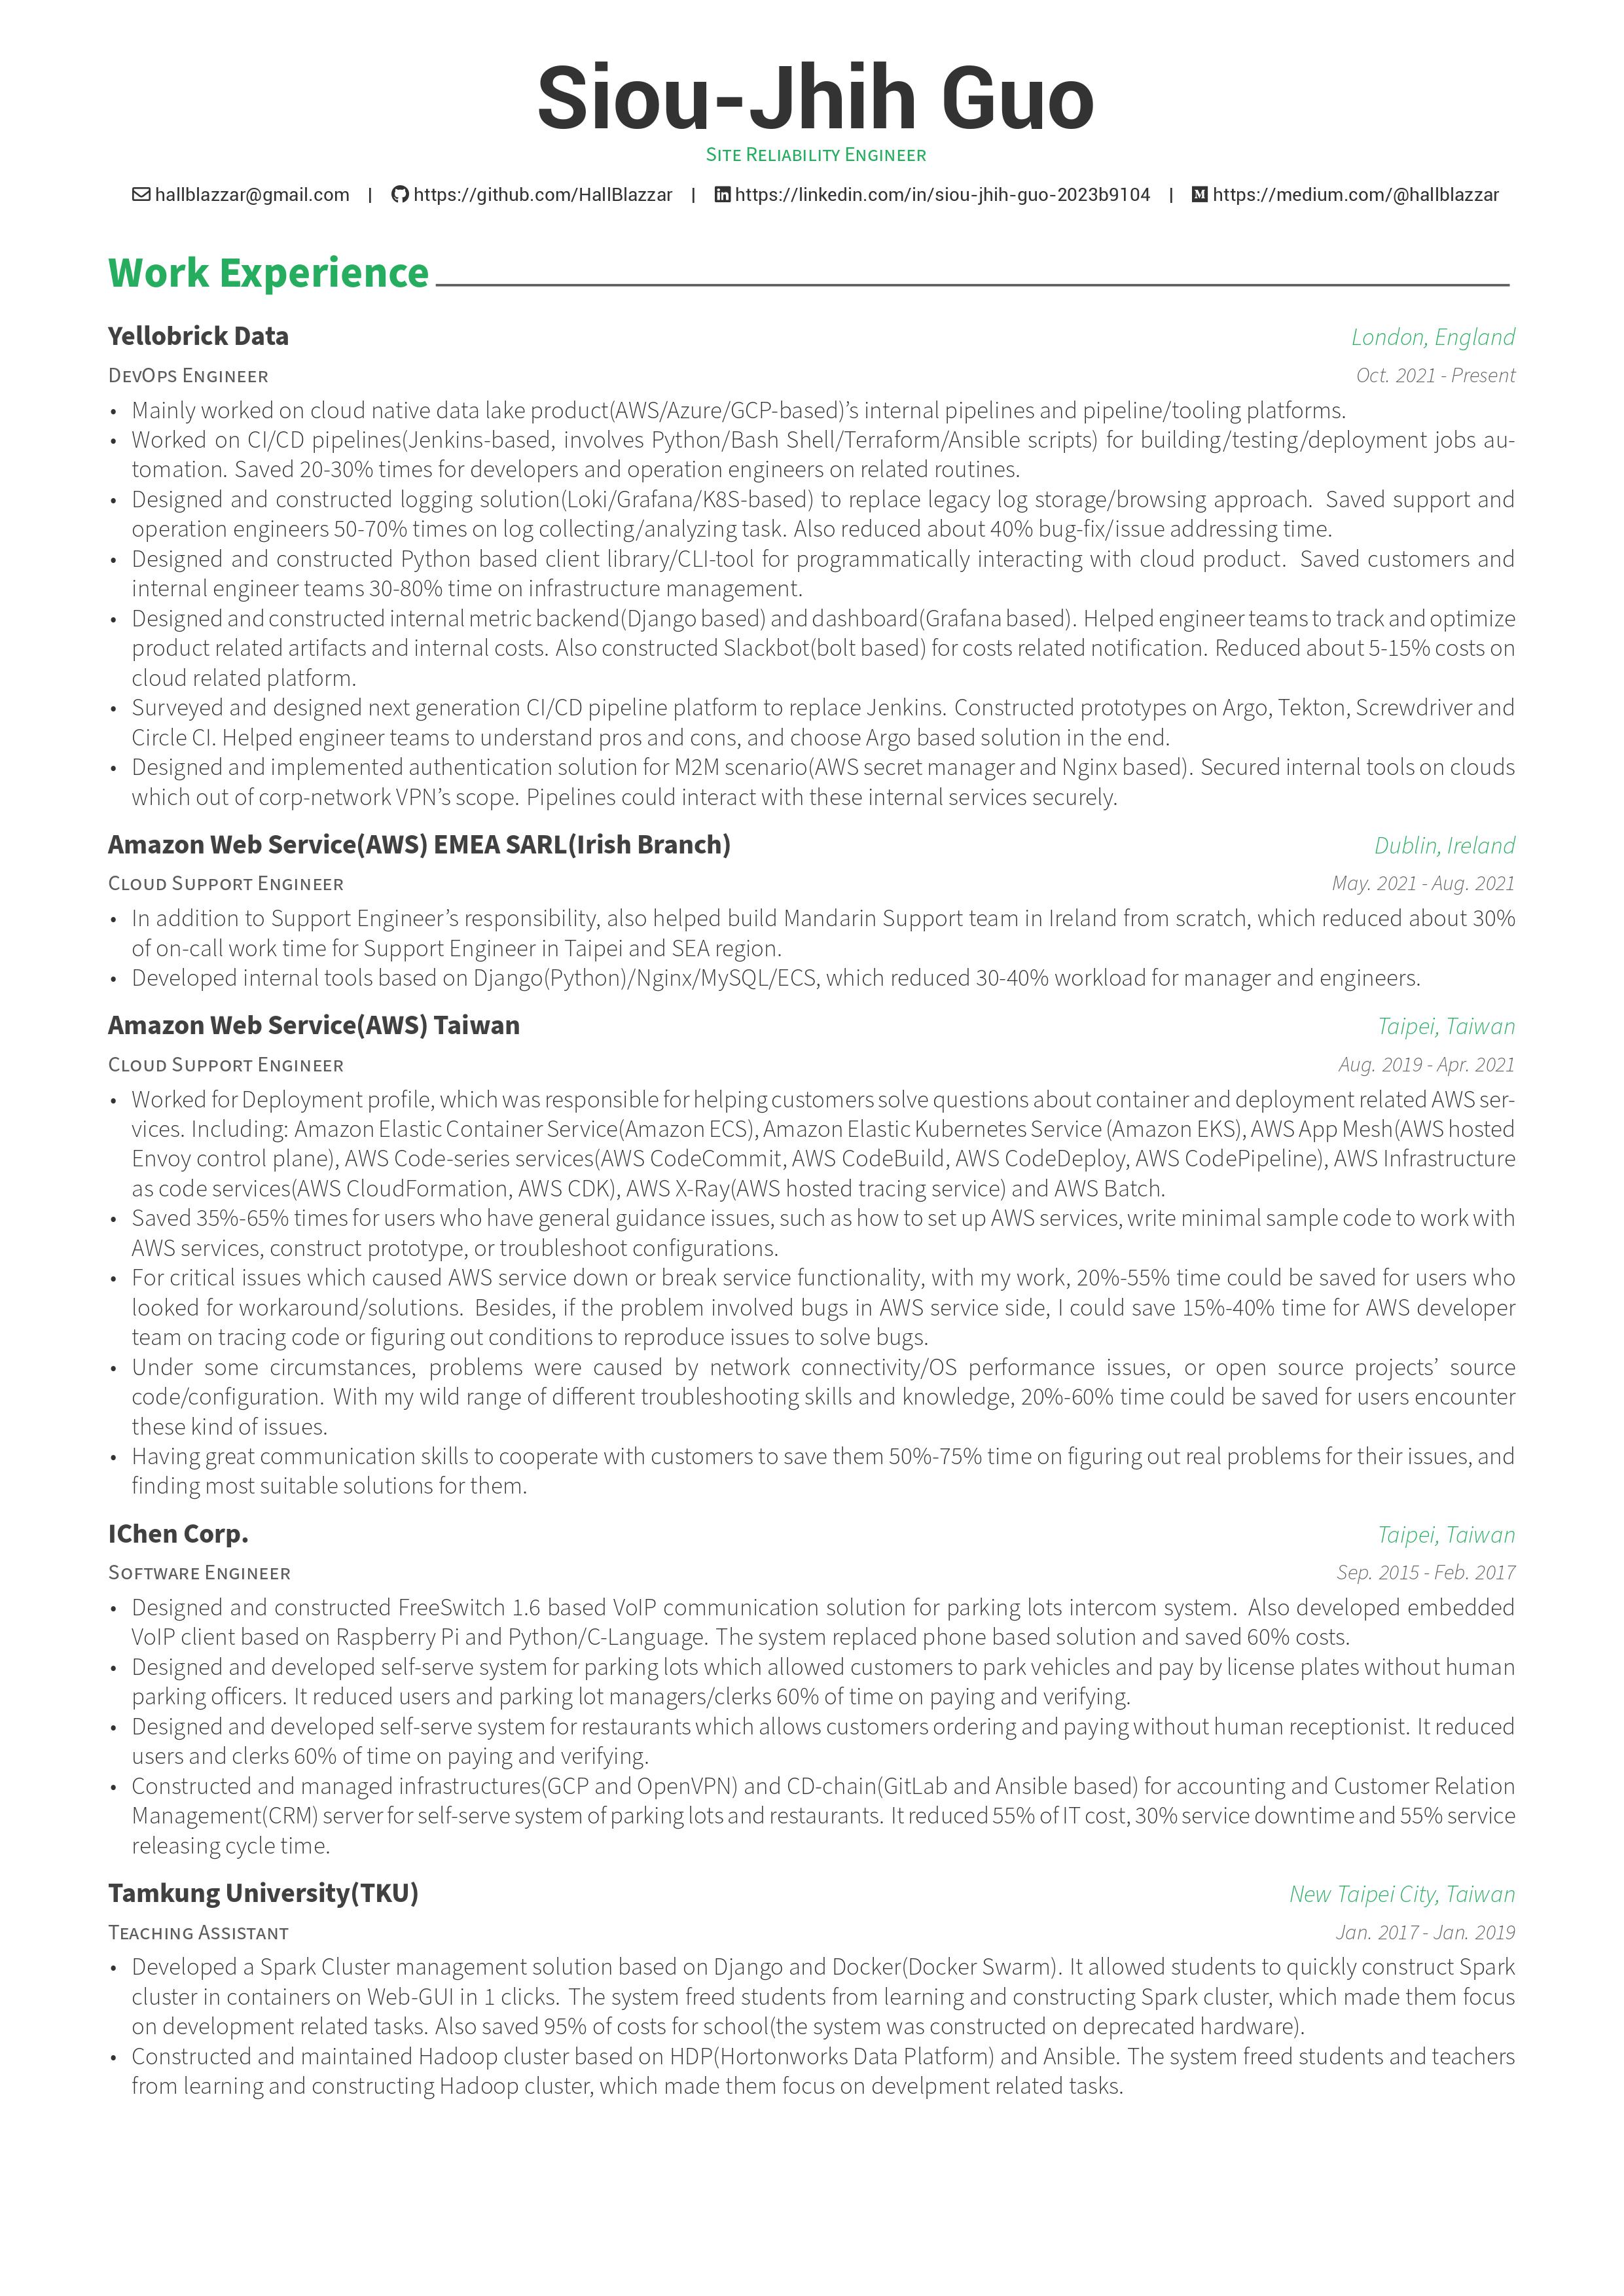 Siou-Jhih Guo
Site Reliability Engineer
hallblazzar@gmail.com | https://github.com/HallBlazzar | https://linkedin.com/in/siou-jhih-guo-2023b9104 | https://medium.com/@hallblazzar
Work Experience
Yellobrick Data London, England
DevOps Engineer Oct. 2021 - Present
• Mainly worked on cloud native data lake product(AWS/Azure/GCP-based)’s internal pipelines and pipeline/tooling platforms.
• Worked on CI/CD pipelines(Jenkins-based, involves Python/Bash Shell/Terraform/Ansible scripts) for building/testing/deployment jobs au-
tomation. Saved 20-30% times for developers and operation engineers on related routines.
• Designed and constructed logging solution(Loki/Grafana/K8S-based) to replace legacy log storage/browsing approach. Saved support and
operation engineers 50-70% times on log collecting/analyzing task. Also reduced about 40% bug-fix/issue addressing time.
• Designed and constructed Python based client library/CLI-tool for programmatically interacting with cloud product. Saved customers and
internal engineer teams 30-80% time on infrastructure management.
• Designed and constructed internal metric backend(Django based) and dashboard(Grafana based). Helped engineer teams to track and optimize
product related artifacts and internal costs. Also constructed Slackbot(bolt based) for costs related notification. Reduced about 5-15% costs on
cloud related platform.
• Surveyed and designed next generation CI/CD pipeline platform to replace Jenkins. Constructed prototypes on Argo, Tekton, Screwdriver and
Circle CI. Helped engineer teams to understand pros and cons, and choose Argo based solution in the end.
• Designed and implemented authentication solution for M2M scenario(AWS secret manager and Nginx based). Secured internal tools on clouds
which out of corp-network VPN’s scope. Pipelines could interact with these internal services securely.
Amazon Web Service(AWS) EMEA SARL(Irish Branch) Dublin, Ireland
Cloud Support Engineer May. 2021 - Aug. 2021
• In addition to Support Engineer’s responsibility, also helped build Mandarin Support team in Ireland from scratch, which reduced about 30%
of on-call work time for Support Engineer in Taipei and SEA region.
• Developed internal tools based on Django(Python)/Nginx/MySQL/ECS, which reduced 30-40% workload for manager and engineers.
Amazon Web Service(AWS) Taiwan Taipei, Taiwan
Cloud Support Engineer Aug. 2019 - Apr. 2021
• Worked for Deployment profile, which was responsible for helping customers solve questions about container and deployment related AWS ser-
vices. Including: Amazon Elastic Container Service(Amazon ECS), Amazon Elastic Kubernetes Service (Amazon EKS), AWS App Mesh(AWS hosted
Envoy control plane), AWS Code-series services(AWS CodeCommit, AWS CodeBuild, AWS CodeDeploy, AWS CodePipeline), AWS Infrastructure
as code services(AWS CloudFormation, AWS CDK), AWS X-Ray(AWS hosted tracing service) and AWS Batch.
• Saved 35%-65% times for users who have general guidance issues, such as how to set up AWS services, write minimal sample code to work with
AWS services, construct prototype, or troubleshoot configurations.
• For critical issues which caused AWS service down or break service functionality, with my work, 20%-55% time could be saved for users who
looked for workaround/solutions. Besides, if the problem involved bugs in AWS service side, I could save 15%-40% time for AWS developer
team on tracing code or figuring out conditions to reproduce issues to solve bugs.
• Under some circumstances, problems were caused by network connectivity/OS performance issues, or open source projects’ source
code/configuration. With my wild range of different troubleshooting skills and knowledge, 20%-60% time could be saved for users encounter
these kind of issues.
• Having great communication skills to cooperate with customers to save them 50%-75% time on figuring out real problems for their issues, and
finding most suitable solutions for them.
IChen Corp. Taipei, Taiwan
Software Engineer Sep. 2015 - Feb. 2017
• Designed and constructed FreeSwitch 1.6 based VoIP communication solution for parking lots intercom system. Also developed embedded
VoIP client based on Raspberry Pi and Python/C-Language. The system replaced phone based solution and saved 60% costs.
• Designed and developed self-serve system for parking lots which allowed customers to park vehicles and pay by license plates without human
parking officers. It reduced users and parking lot managers/clerks 60% of time on paying and verifying.
• Designed and developed self-serve system for restaurants which allows customers ordering and paying without human receptionist. It reduced
users and clerks 60% of time on paying and verifying.
• Constructed and managed infrastructures(GCP and OpenVPN) and CD-chain(GitLab and Ansible based) for accounting and Customer Relation
Management(CRM) server for self-serve system of parking lots and restaurants. It reduced 55% of IT cost, 30% service downtime and 55% service
releasing cycle time.
Tamkung University(TKU) New Taipei City, Taiwan
Teaching Assistant Jan. 2017 - Jan. 2019
• Developed a Spark Cluster management solution based on Django and Docker(Docker Swarm). It allowed students to quickly construct Spark
cluster in containers on Web-GUI in 1 clicks. The system freed students from learning and constructing Spark cluster, which made them focus
on development related tasks. Also saved 95% of costs for school(the system was constructed on deprecated hardware).
• Constructed and maintained Hadoop cluster based on HDP(Hortonworks Data Platform) and Ansible. The system freed students and teachers
from learning and constructing Hadoop cluster, which made them focus on develpment related tasks.